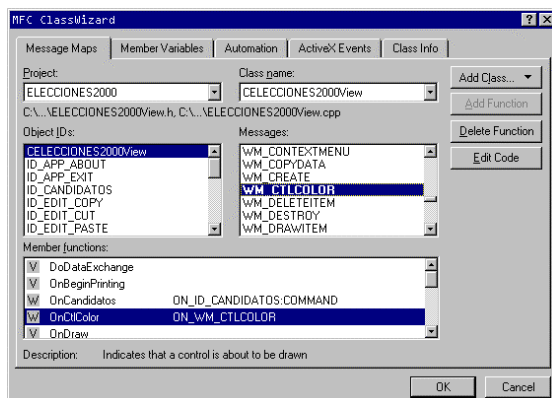 MFC ClassWizard
Message Maps Member Variables Automation ActiveX Events Class Info
Project: Class name:
ELECCIONES2000 CELECCIONES2000View
Add Class...
C:\...\ELECCIONES2000View.h, C:\...\ELECCIONES2000View.cpp
Add Function
Object IDs: Messages:
Delete Function
CELECCIONES2000View WM_CONTEXTMENU
ID_APP_ABOUT WM_COPYDATA
Edit Code
ID_APP_EXIT WM_CREATE
ID_CANDIDATOS WM_CTLCOLOR
ID_EDIT_COPY WM_DELETEITEM
ID_EDIT_CUT WM_DESTROY
ID_EDIT_PASTE WM_DRAWITEM
Member functions:
V DoDataExchange
V OnBeginPrinting
W OnCandidatos ON_ID_CANDIDATOS:COMMAND
W OnCtlColor ON_WM_CTLCOLOR
V OnDraw
Description: Indicates that a control is about to be drawn
OK Cancel